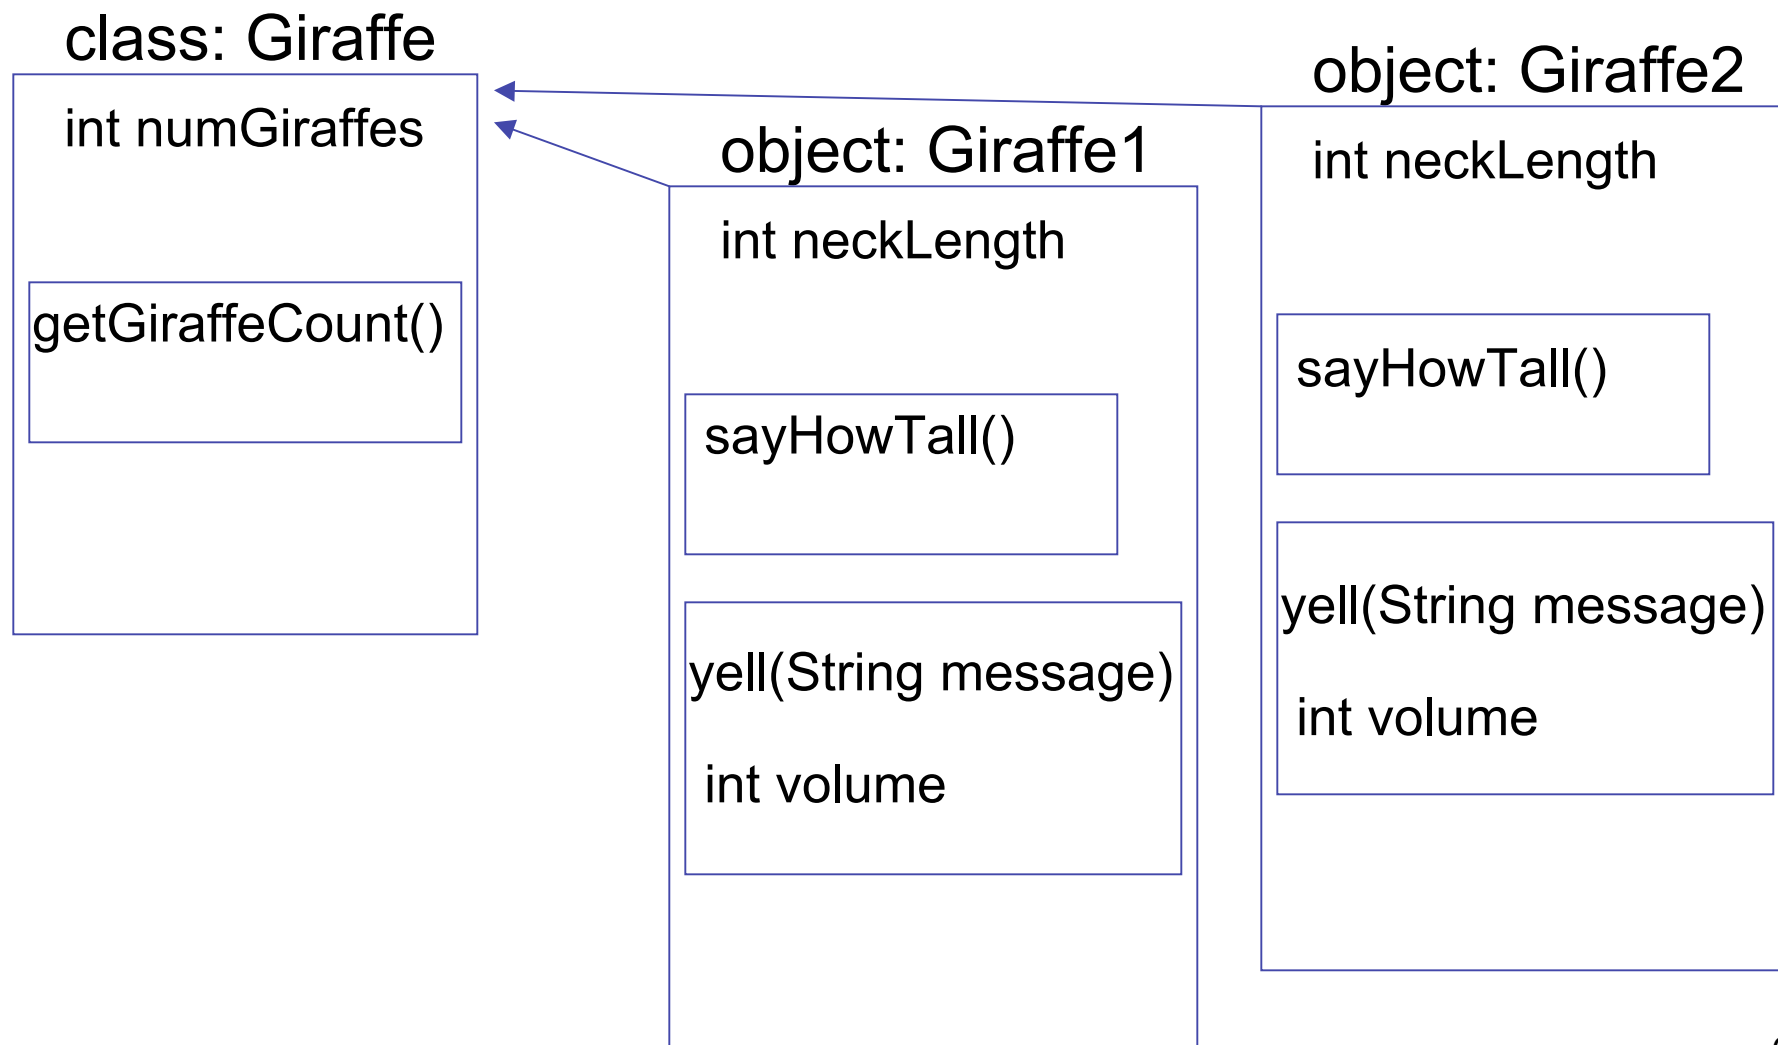 class: Giraffe
int numGiraffes
getGiraffeCount()
object: Giraffe1
int neckLength
sayHowTall()
yell(String message)
int volume
object: Giraffe2
int neckLength
sayHowTall()
yell(String message)
int volume